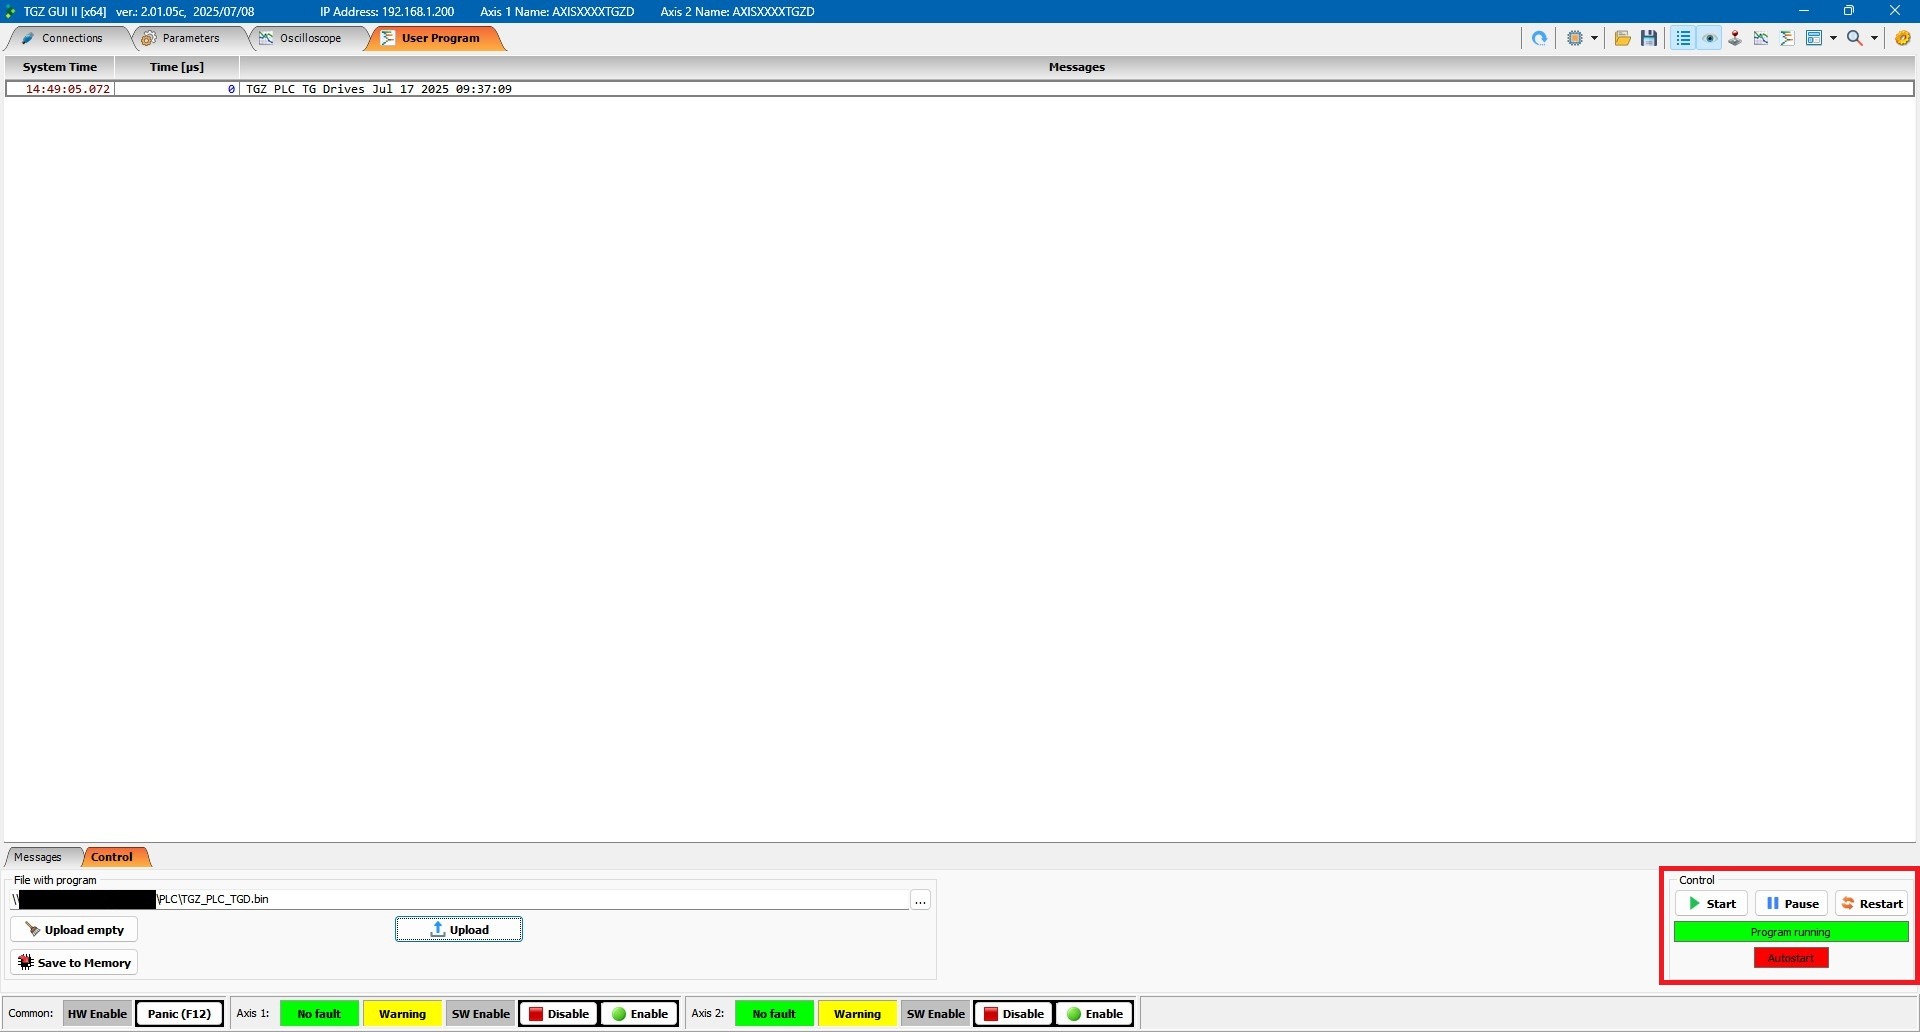 TGZ GUI II [x64] ver.: 2.01.05c, 2025/07/08 IP Address: 192.168.1.200 Axis 1 Name: AXISXXXXTGZD Axis 2 Name: AXISXXXXTGZD
Connections Parameters Oscilloscope User Program
System Time Time [µs] Messages
14:49:05.072 0 TGZ PLC TG Drives Jul 17 2025 09:37:09
Messages Control
File with program
\\ \PLC\TGZ_PLC_TGD.bin ...
Upload empty Upload
Save to Memory
Control
Start Pause Restart
Program running
Autostart
Common: HW Enable Panic (F12) Axis 1: No fault Warning SW Enable Disable Enable Axis 2: No fault Warning SW Enable Disable Enable